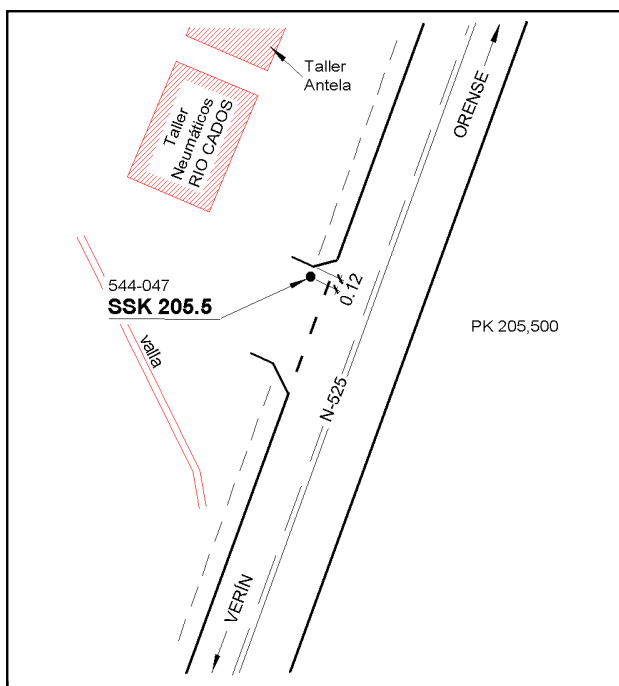 Taller
Antela
ORENSE
Taller
Neumáticos
RIO CADOS
544-047
SSK 205.5
0.12
PK 205,500
valla
N-525
VERÍN